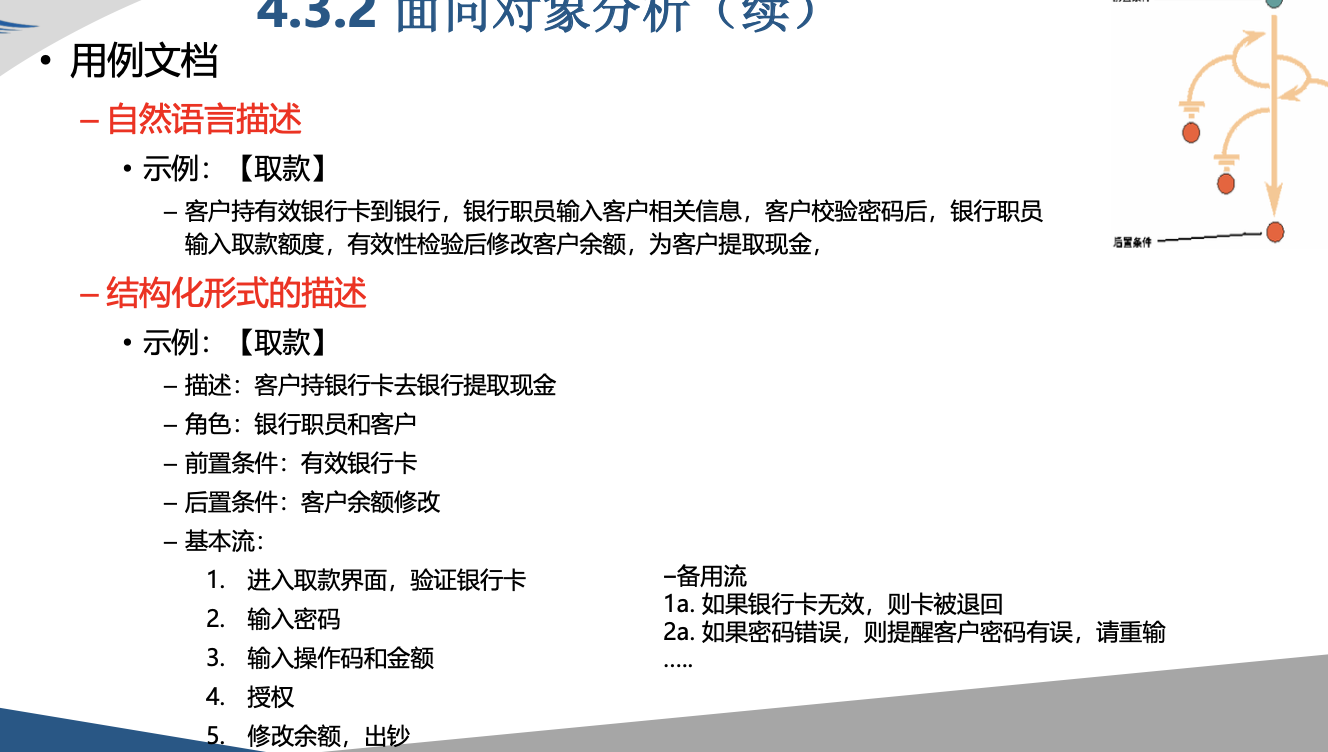 4.3.2 面向对象分析（续）
• 用例文档
– 自然语言描述
• 示例：【取款】
– 客户持有效银行卡到银行，银行职员输入客户相关信息，客户校验密码后，银行职员
输入取款额度，有效性检验后修改客户余额，为客户提取现金，
– 结构化形式的描述
• 示例：【取款】
– 描述：客户持银行卡去银行提取现金
– 角色：银行职员和客户
– 前置条件：有效银行卡
– 后置条件：客户余额修改
– 基本流：
1. 进入取款界面，验证银行卡
2. 输入密码
3. 输入操作码和金额
4. 授权
5. 修改余额，出钞
–备用流
1a. 如果银行卡无效，则卡被退回
2a. 如果密码错误，则提醒客户密码有误，请重输
…..
后置条件